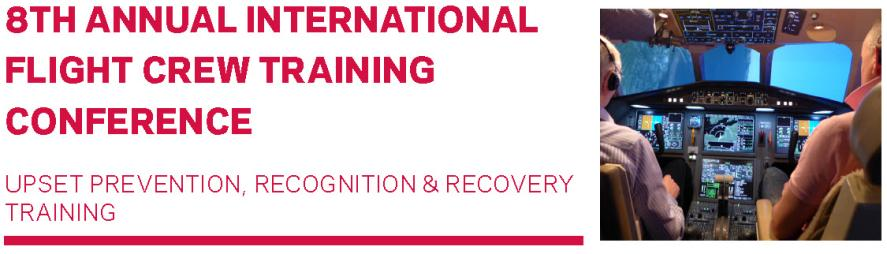 8TH ANNUAL INTERNATIONAL
FLIGHT CREW TRAINING
CONFERENCE
UPSET PREVENTION, RECOGNITION & RECOVERY
TRAINING